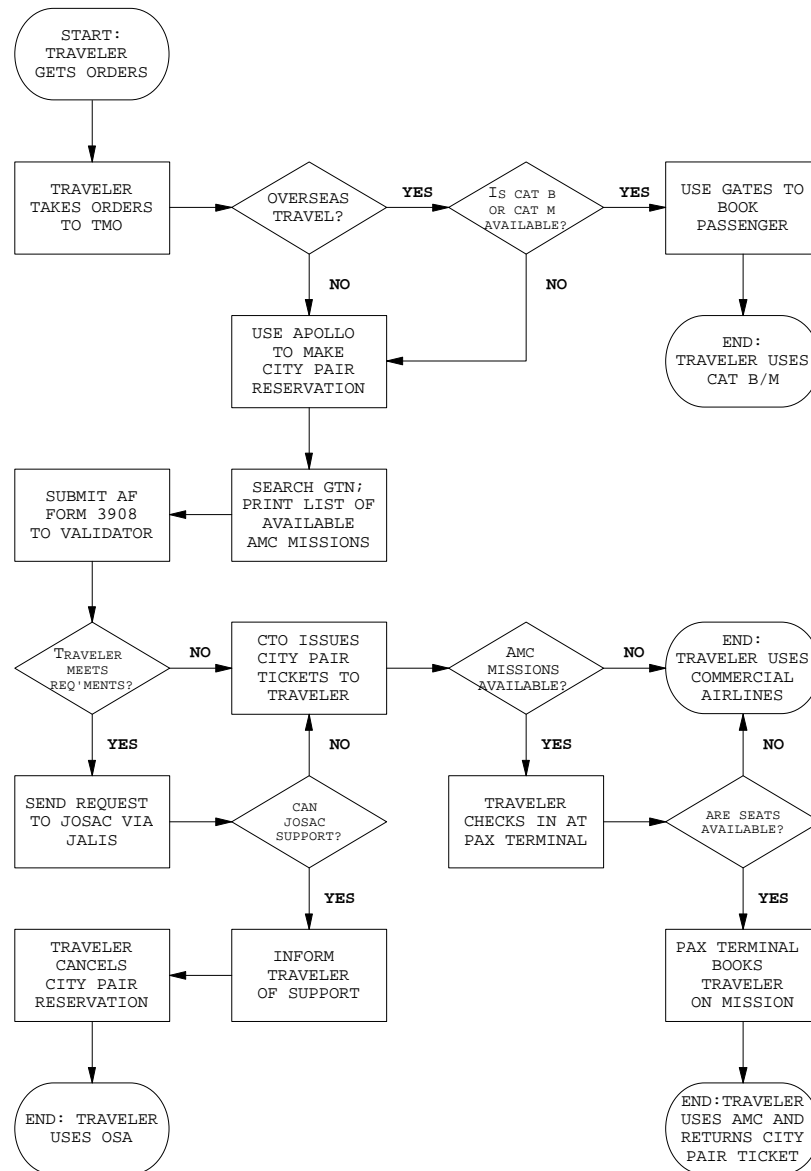 START:
TRAVELER
GETS ORDERS
TRAVELER
TAKES ORDERS
TO TMO
OVERSEAS
TRAVEL?
YES
IS CAT B
OR CAT M
AVAILABLE?
YES
USE GATES TO
BOOK
PASSENGER
NO
NO
USE APOLLO
TO MAKE
CITY PAIR
RESERVATION
END:
TRAVELER USES
CAT B/M
SUBMIT AF
FORM 3908
TO VALIDATOR
SEARCH GTN;
PRINT LIST OF
AVAILABLE
AMC MISSIONS
TRAVELER
MEETS
REQ'MENTS?
NO
CTO ISSUES
CITY PAIR
TICKETS TO
TRAVELER
AMC
MISSIONS
AVAILABLE?
NO
END:
TRAVELER USES
COMMERCIAL
AIRLINES
YES
NO
YES
NO
SEND REQUEST
TO JOSAC VIA
JALIS
CAN
JOSAC
SUPPORT?
TRAVELER
CHECKS IN AT
PAX TERMINAL
ARE SEATS
AVAILABLE?
YES
YES
TRAVELER
CANCELS
CITY PAIR
RESERVATION
INFORM
TRAVELER
OF SUPPORT
PAX TERMINAL
BOOKS
TRAVELER
ON MISSION
END: TRAVELER
USES OSA
END:TRAVELER
USES AMC AND
RETURNS CITY
PAIR TICKET